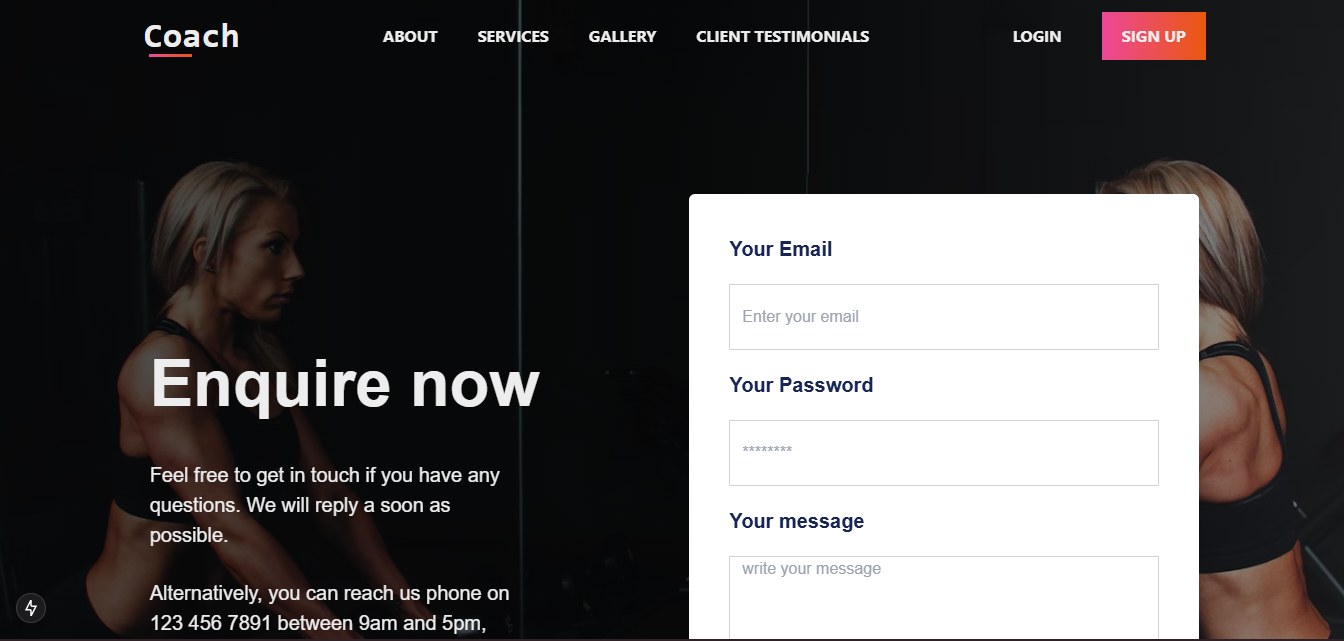 Coach
ABOUT SERVICES GALLERY CLIENT TESTIMONIALS LOGIN SIGN UP
Enquire now
Feel free to get in touch if you have any
questions. We will reply a soon as
possible.
Alternatively, you can reach us phone on
123 456 7891 between 9am and 5pm,
Your Email
Enter your email
Your Password
********
Your message
write your message